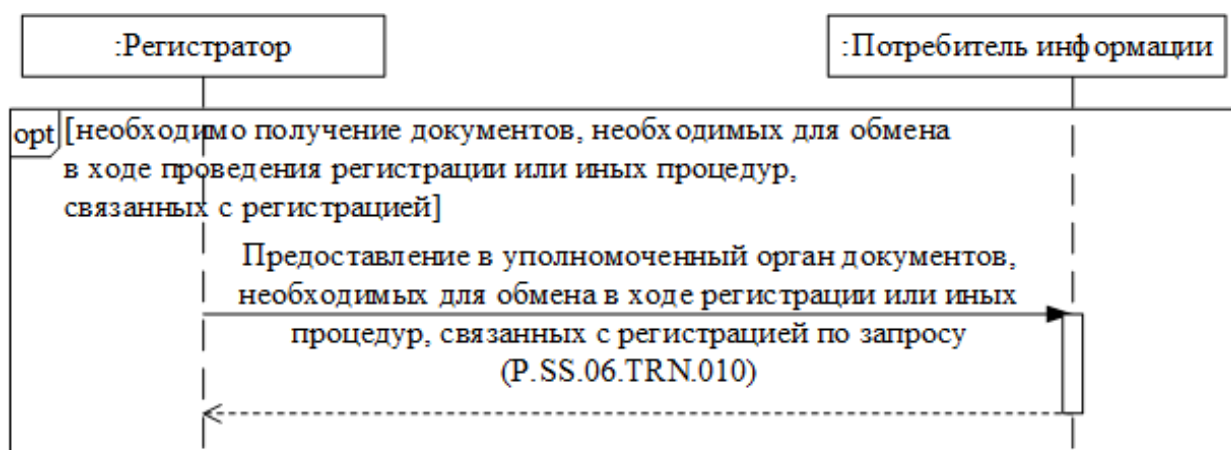 :Регистратор
:Потребитель информации
opt
[необходимо получение документов, необходимых для обмена
в ходе проведения регистрации или иных процедур,
связанных с регистрацией]
Предоставление в уполномоченный орган документов,
необходимых для обмена в ходе регистрации или иных
процедур, связанных с регистрацией по запросу
(P.SS.06.TRN.010)